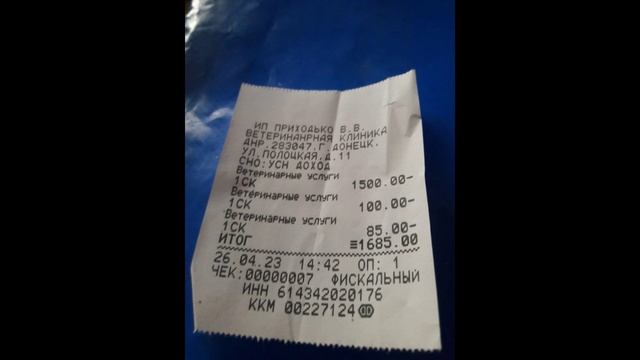 ИП ПРИХОДЬКО В.В.
ВЕТЕРИНАНРНАЯ КЛИНИКА
ДНР.283047.Г.ДОНЕЦК.
УЛ.ПОЛОЦКАЯ,Д.11
СНО:УСН ДОХОД
Ветеринарные услуги
1СК 1500.00-
Ветеринарные услуги
1СК 100.00-
Ветеринарные услуги
1СК 85.00-
ИТОГ ≡1685.00
26.04.23 14:42 ОП: 1
ЧЕК:00000007 ФИСКАЛЬНЫЙ
ИНН 614342020176
ККМ 00227124